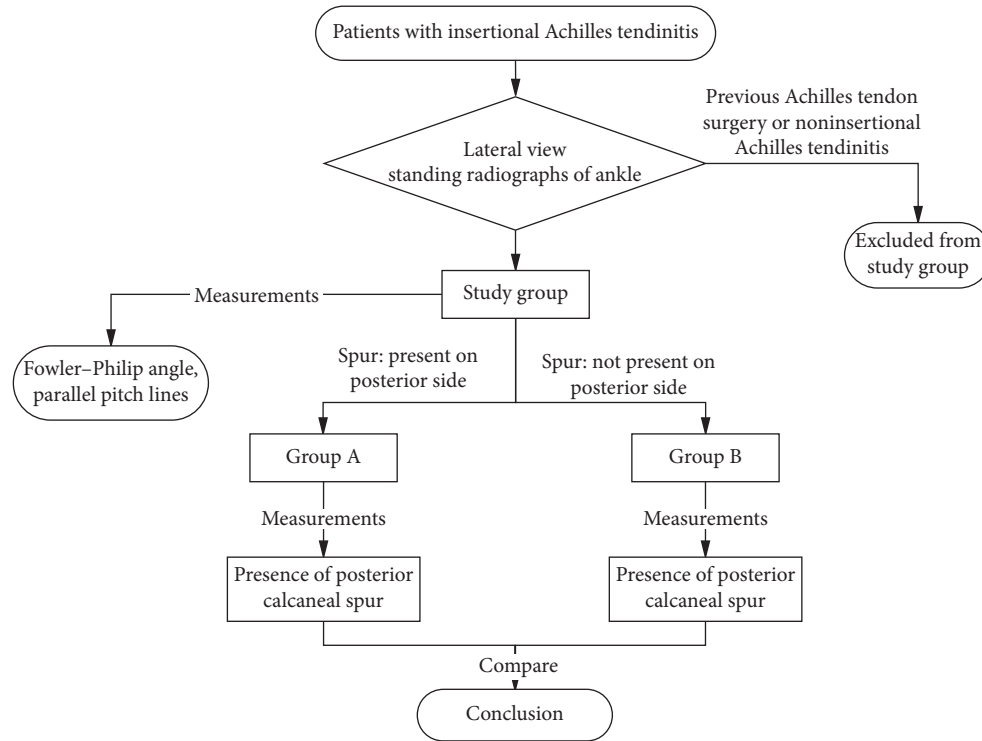 Patients with insertional Achilles tendinitis
Previous Achilles tendon
surgery or noninsertional
Achilles tendinitis
Lateral view
standing radiographs of ankle
Excluded from
study group
Study group
Measurements
Fowler–Philip angle,
parallel pitch lines
Spur: present on
posterior side
Spur: not present on
posterior side
Group A
Group B
Measurements
Measurements
Presence of posterior
calcaneal spur
Presence of posterior
calcaneal spur
Compare
Conclusion